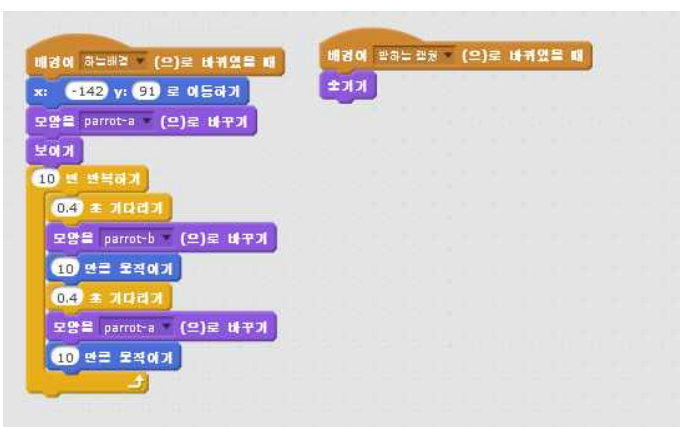 배경이 하는배경 (으)로 바뀌었을 때
x: -142 y: 91 로 이동하기
모양을 parrot-a (으)로 바꾸기
보이기
10 번 반복하기
0.4 초 기다리기
모양을 parrot-b (으)로 바꾸기
10 만큼 움직이기
0.4 초 기다리기
모양을 parrot-a (으)로 바꾸기
10 만큼 움직이기
배경이 (으)로 바뀌었을 때
숨기기